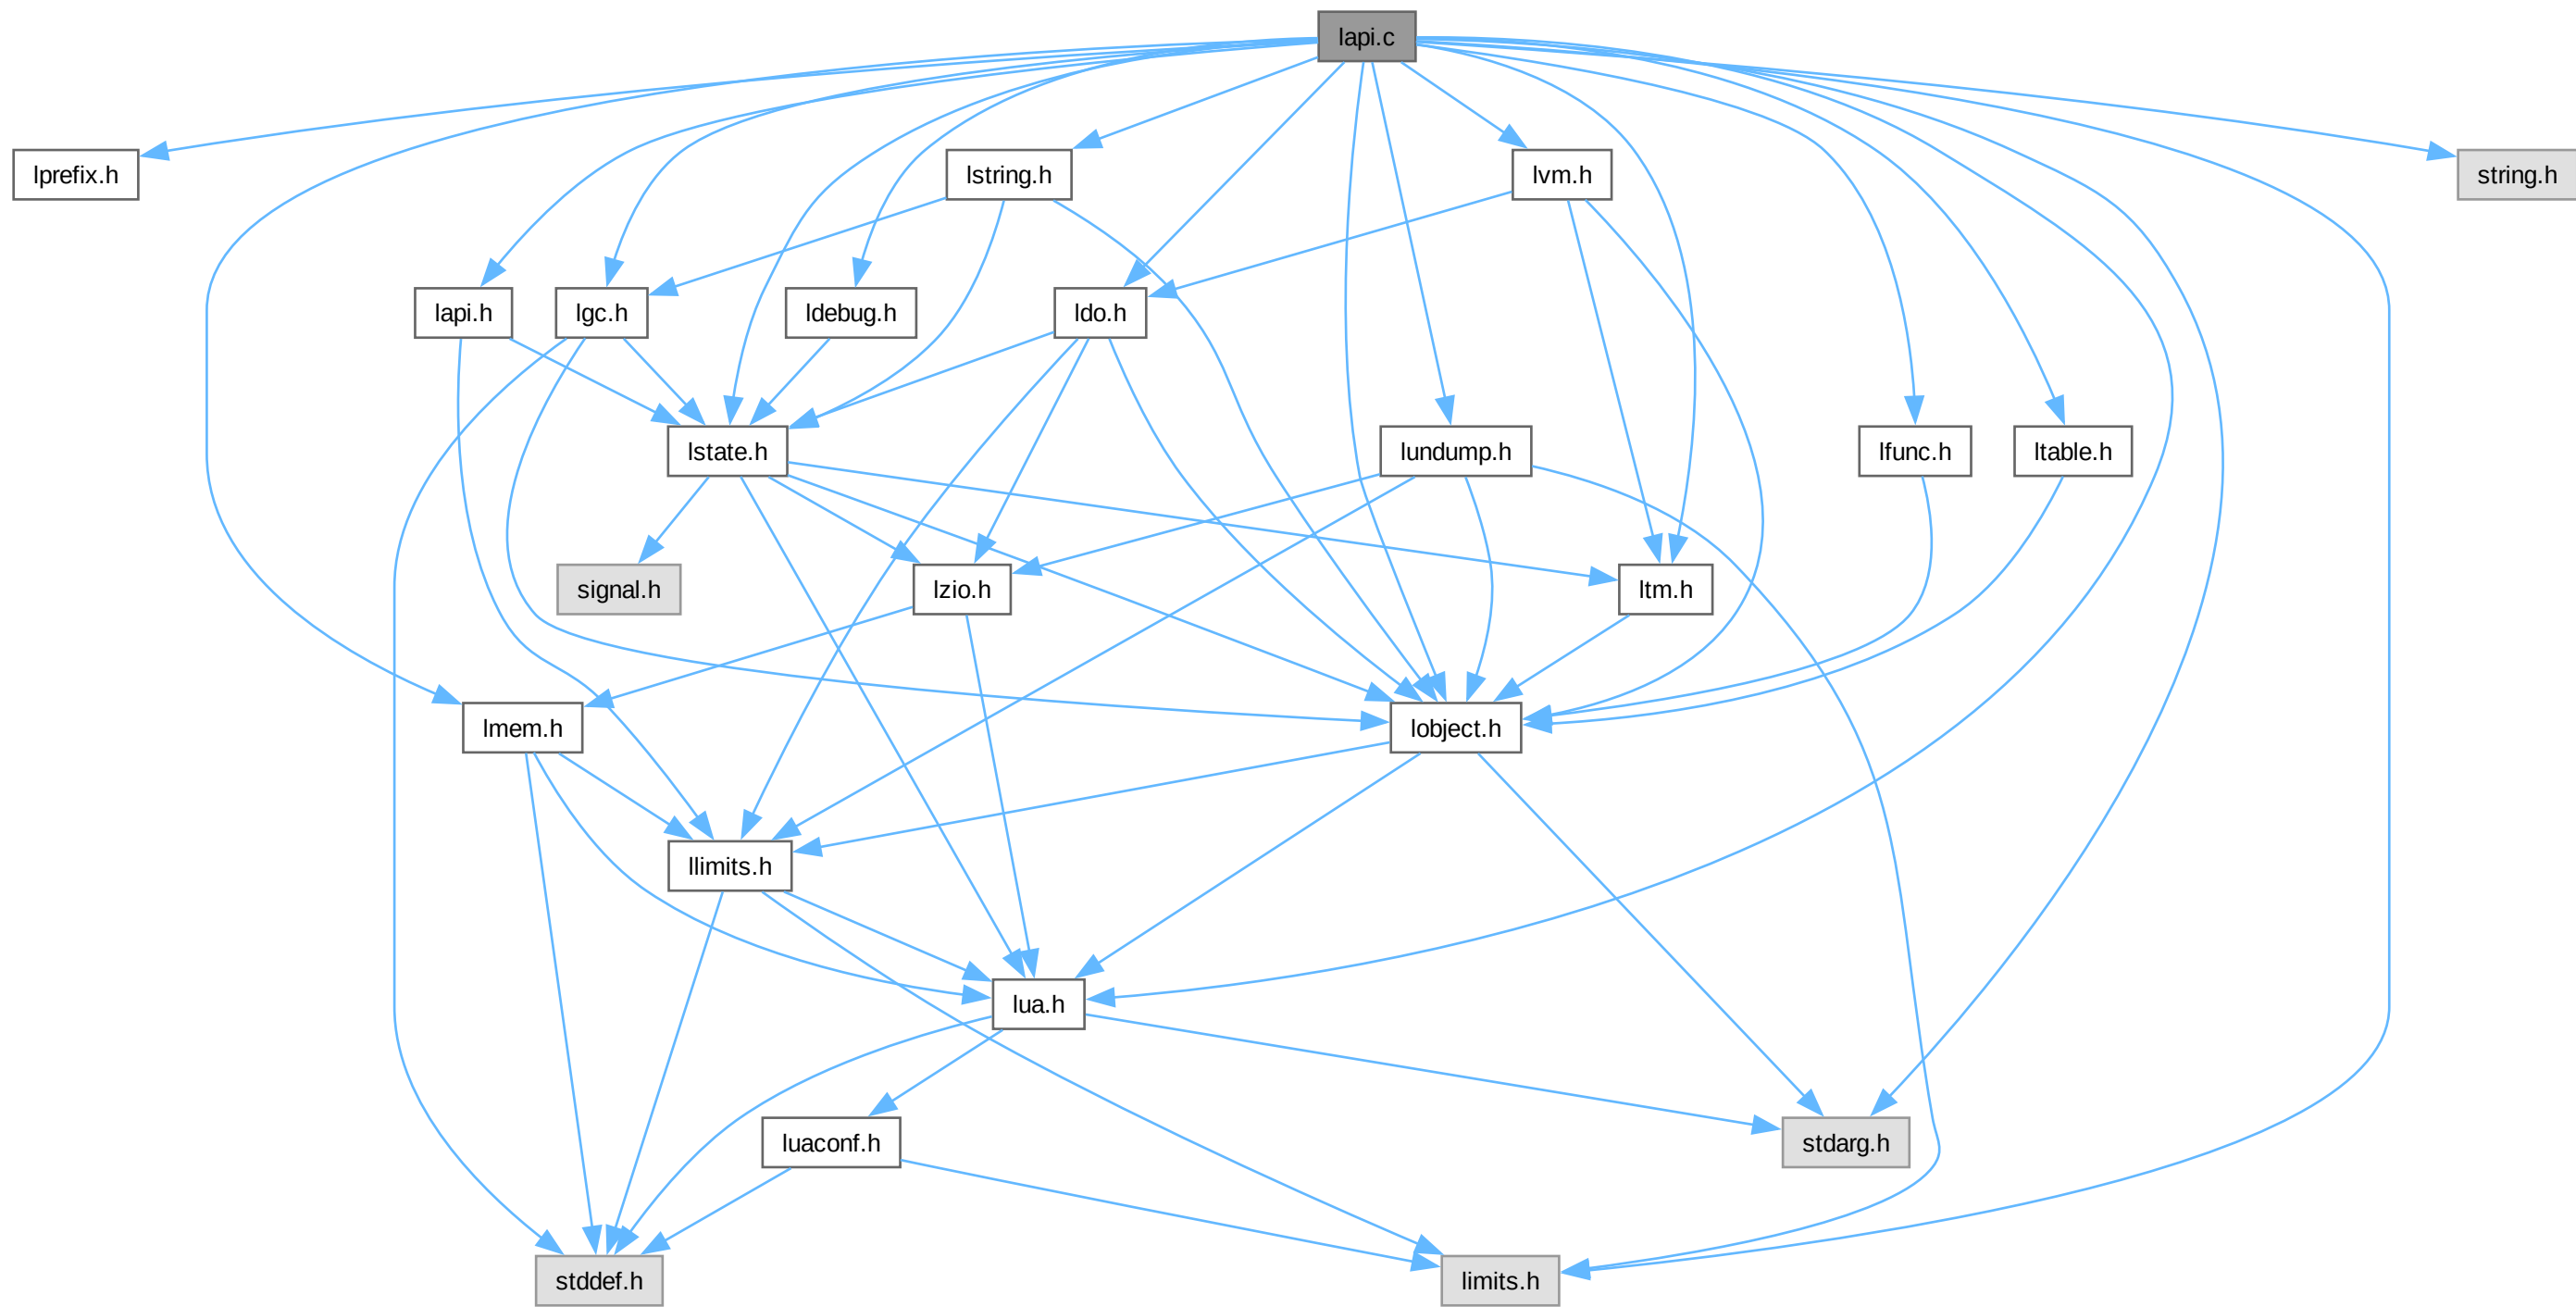 lapi.c
lprefix.h
lstring.h
lvm.h
string.h
lapi.h
lgc.h
ldebug.h
ldo.h
lstate.h
lundump.h
lfunc.h
ltable.h
signal.h
lzio.h
ltm.h
lmem.h
lobject.h
llimits.h
lua.h
luaconf.h
stdarg.h
stddef.h
limits.h